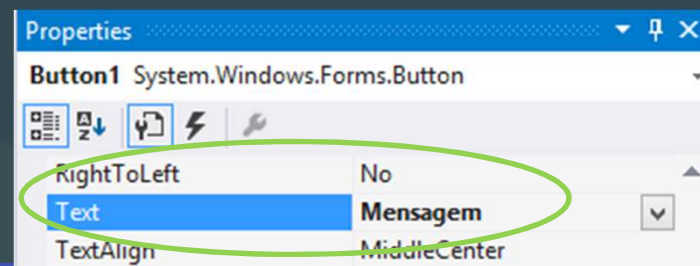 Properties
Button1 System.Windows.Forms.Button
RightToLeft No
Text Mensagem
TextAlign MiddleCenter